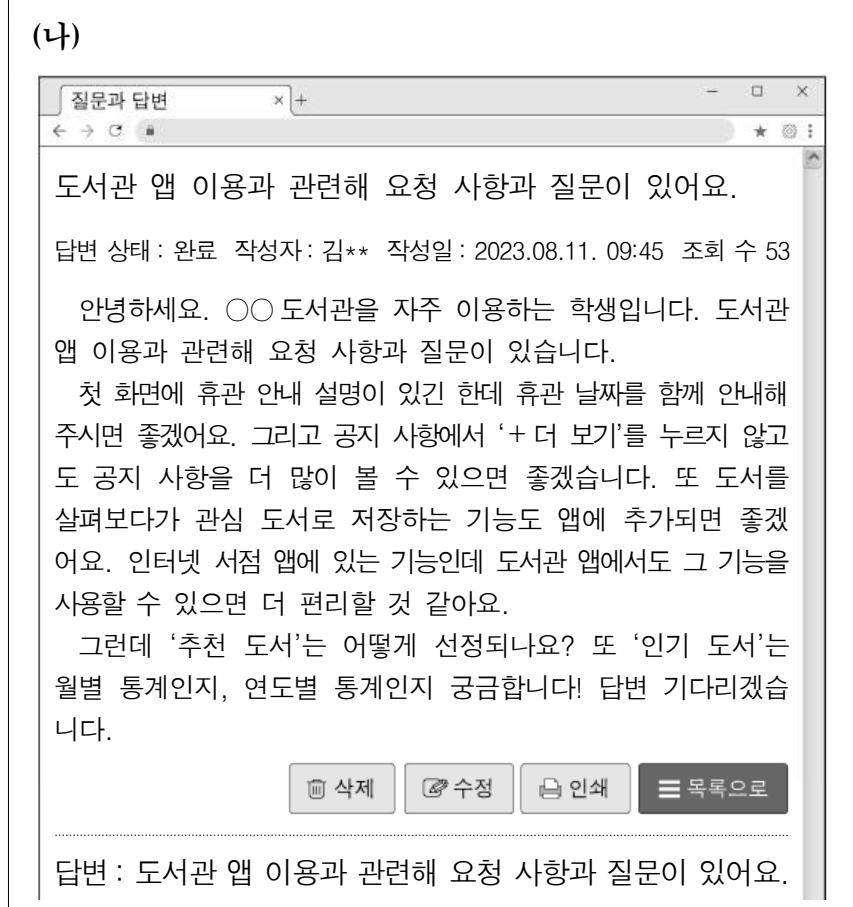 (나)
질문과 답변 × +
도서관 앱 이용과 관련해 요청 사항과 질문이 있어요.
답변 상태 : 완료 작성자 : 김** 작성일 : 2023.08.11. 09:45 조회 수 53
안녕하세요. ○○ 도서관을 자주 이용하는 학생입니다. 도서관
앱 이용과 관련해 요청 사항과 질문이 있습니다.
첫 화면에 휴관 안내 설명이 있긴 한데 휴관 날짜를 함께 안내해
주시면 좋겠어요. 그리고 공지 사항에서 ‘+ 더 보기’를 누르지 않고
도 공지 사항을 더 많이 볼 수 있으면 좋겠습니다. 또 도서를
살펴보다가 관심 도서로 저장하는 기능도 앱에 추가되면 좋겠
어요. 인터넷 서점 앱에 있는 기능인데 도서관 앱에서도 그 기능을
사용할 수 있으면 더 편리할 것 같아요.
그런데 ‘추천 도서’는 어떻게 선정되나요? 또 ‘인기 도서’는
월별 통계인지, 연도별 통계인지 궁금합니다! 답변 기다리겠습
니다.
삭제 수정 인쇄 목록으로
답변 : 도서관 앱 이용과 관련해 요청 사항과 질문이 있어요.